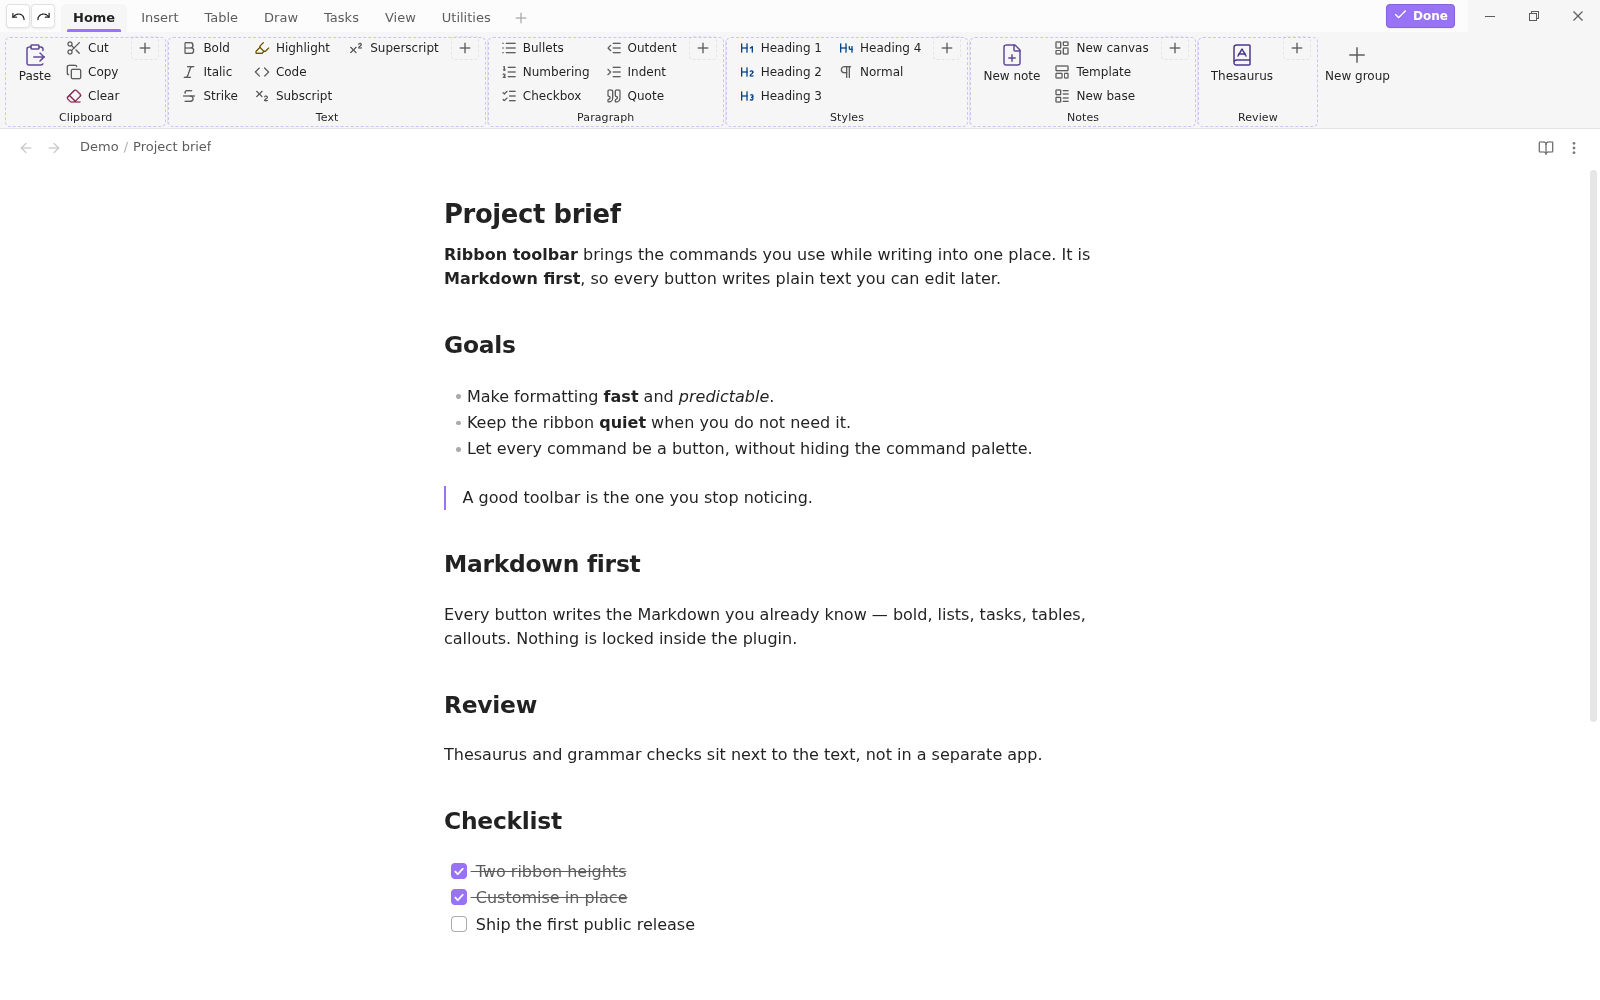 Home Insert Table Draw Tasks View Utilities Done
Paste
Cut
Copy
Clear
Clipboard
Bold Highlight Superscript
Italic Code
Strike Subscript
Text
Bullets Outdent
Numbering Indent
Checkbox Quote
Paragraph
H1 Heading 1 H4 Heading 4
H2 Heading 2 Normal
H3 Heading 3
Styles
New note
New canvas
Template
New base
Notes
Thesaurus
Review
New group
Demo / Project brief
Project brief
Ribbon toolbar brings the commands you use while writing into one place. It is
Markdown first, so every button writes plain text you can edit later.
Goals
Make formatting fast and predictable.
Keep the ribbon quiet when you do not need it.
Let every command be a button, without hiding the command palette.
A good toolbar is the one you stop noticing.
Markdown first
Every button writes the Markdown you already know — bold, lists, tasks, tables,
callouts. Nothing is locked inside the plugin.
Review
Thesaurus and grammar checks sit next to the text, not in a separate app.
Checklist
Two ribbon heights
Customise in place
Ship the first public release